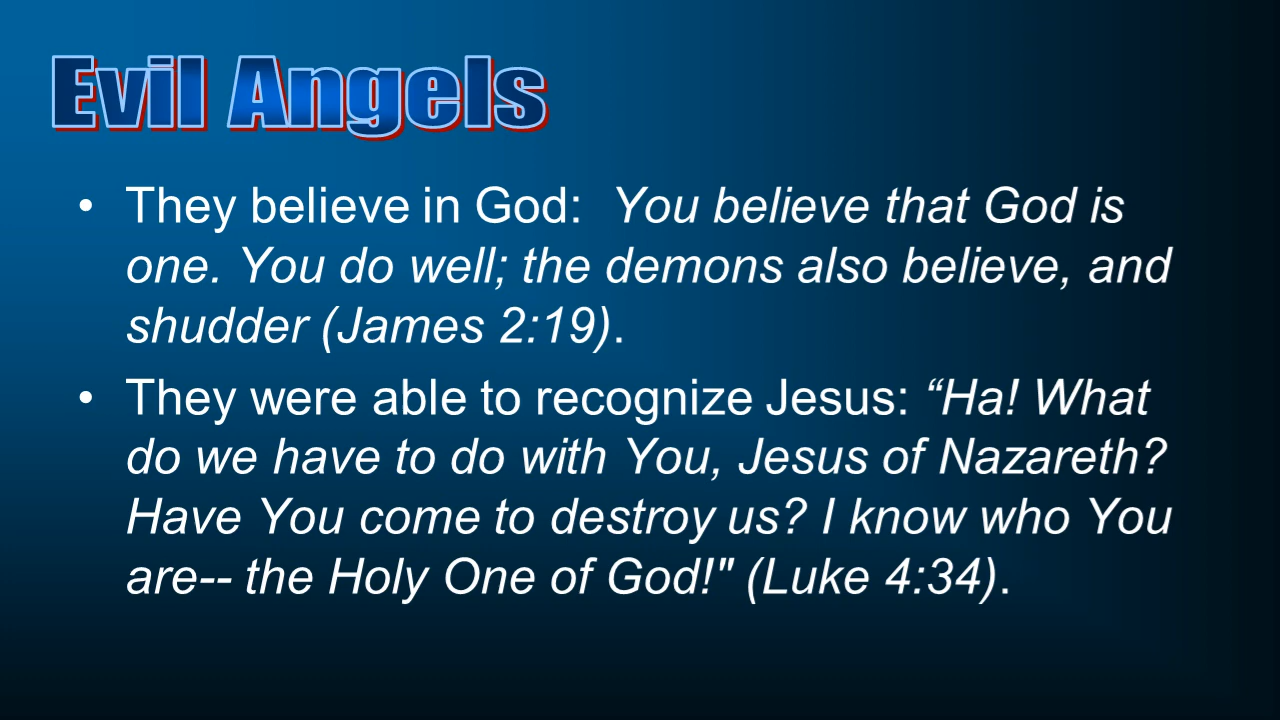 Evil Angels
• They believe in God:  You believe that God is
one. You do well; the demons also believe, and
shudder (James 2:19).
• They were able to recognize Jesus: “Ha! What
do we have to do with You, Jesus of Nazareth?
Have You come to destroy us? I know who You
are-- the Holy One of God!" (Luke 4:34).